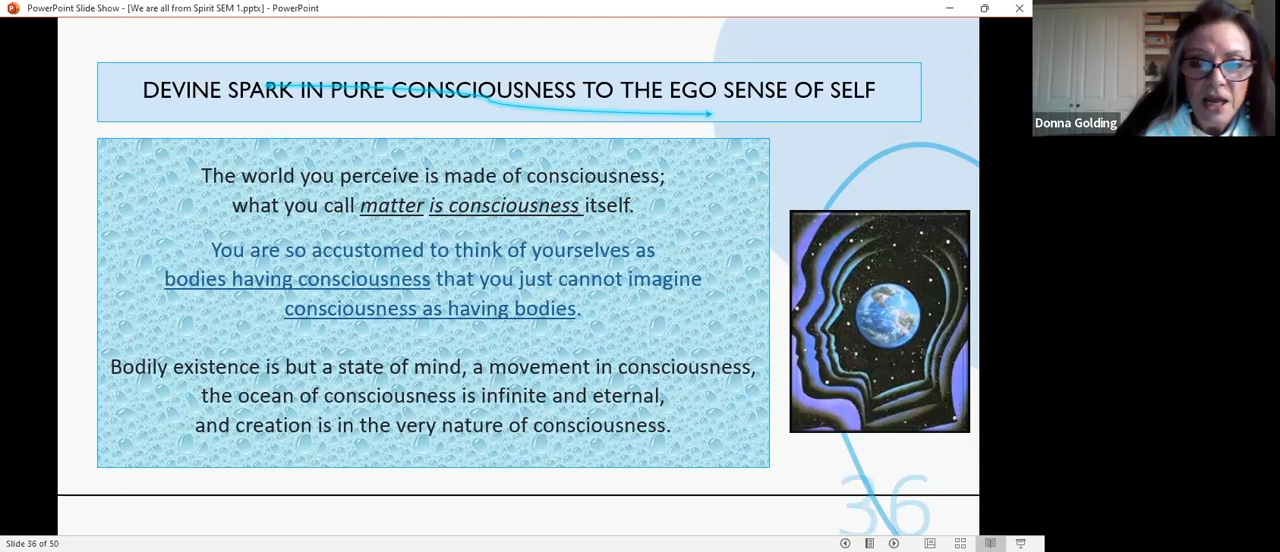 PowerPoint Slide Show - [We are all from Spirit SEM 1.pptx] - PowerPoint
DEVINE SPARK IN PURE CONSCIOUSNESS TO THE EGO SENSE OF SELF
Donna Golding
The world you perceive is made of consciousness;
what you call matter is consciousness itself.
You are so accustomed to think of yourselves as
bodies having consciousness that you just cannot imagine
consciousness as having bodies.
Bodily existence is but a state of mind, a movement in consciousness,
the ocean of consciousness is infinite and eternal,
and creation is in the very nature of consciousness.
36
Slide 36 of 50